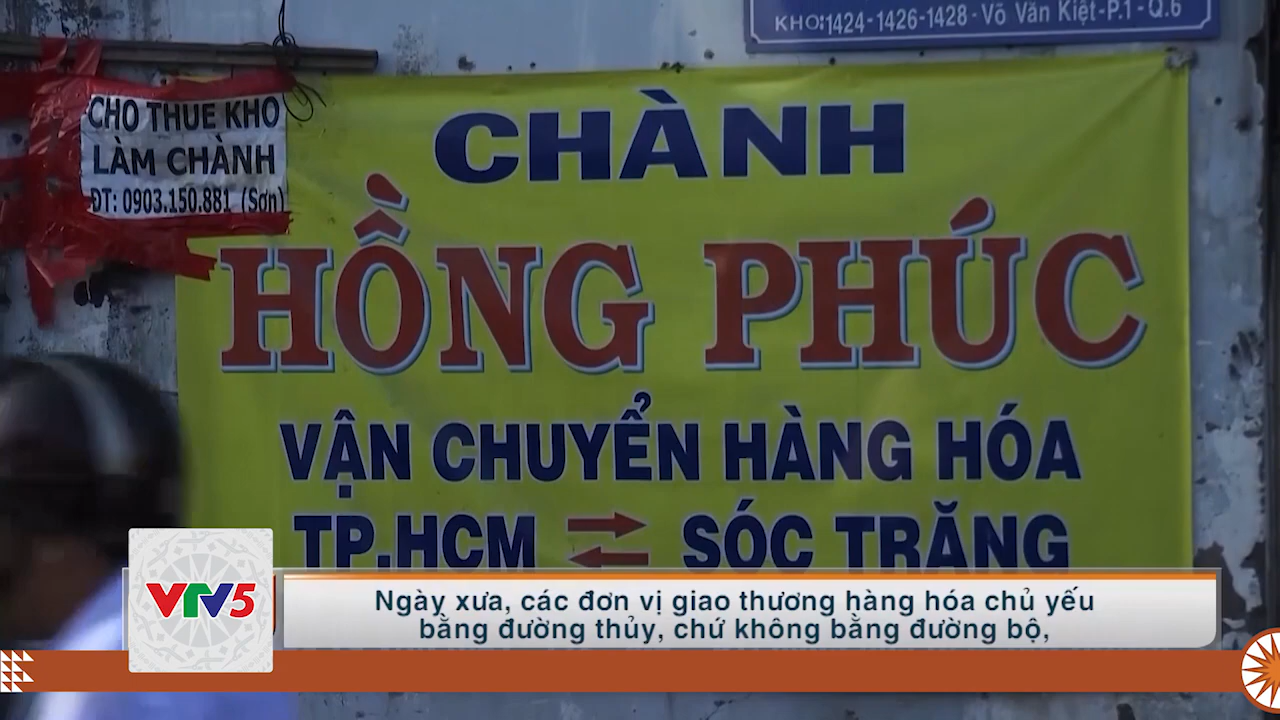 KHO:1424-1426-1428 - Võ Văn Kiệt-P.1 - Q.6
CHO THUÊ KHO
LÀM CHÀNH
ĐT: 0903.150.881 (Sơn)
CHÀNH
HỒNG PHÚC
VẬN CHUYỂN HÀNG HÓA
TP.HCM ⇄ SÓC TRĂNG
VTV5
Ngày xưa, các đơn vị giao thương hàng hóa chủ yếu
bằng đường thủy, chứ không bằng đường bộ,